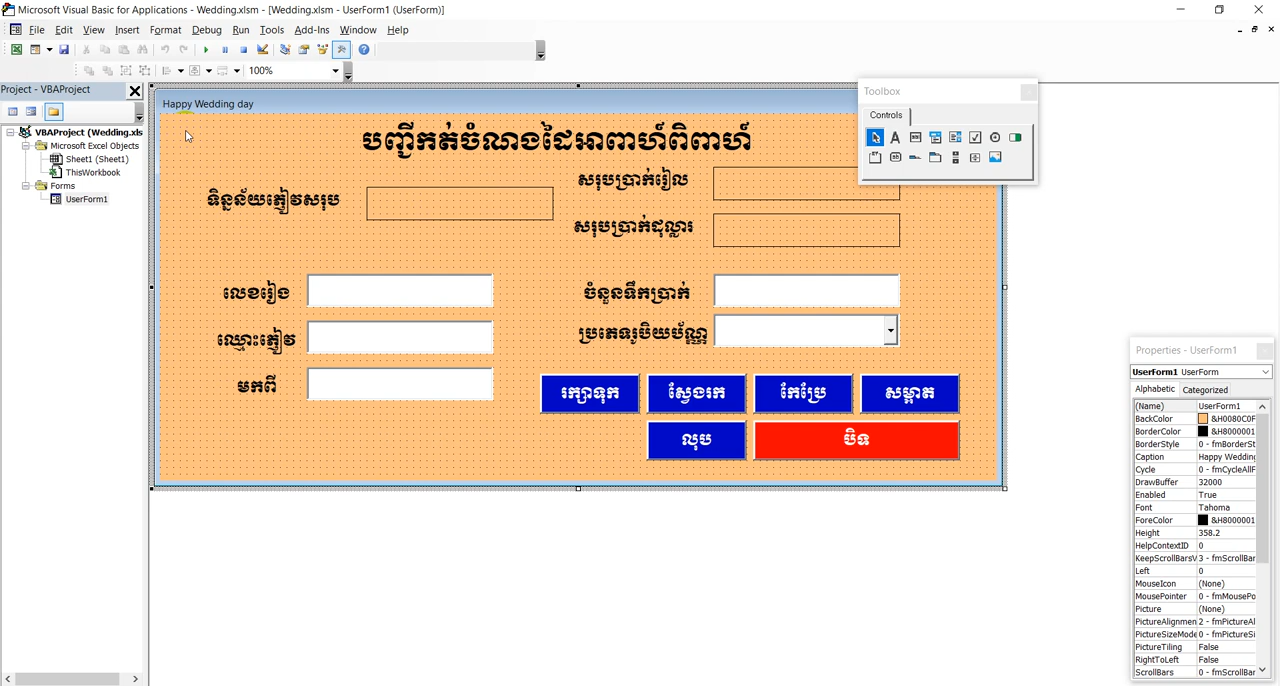 Microsoft Visual Basic for Applications - Wedding.xlsm - [Wedding.xlsm - UserForm1 (UserForm)]
File Edit View Insert Format Debug Run Tools Add-Ins Window Help
100%
Project - VBAProject
VBAProject (Wedding.xls
Microsoft Excel Objects
Sheet1 (Sheet1)
ThisWorkbook
Forms
UserForm1
Happy Wedding day
បញ្ជីកត់ចំណងដៃអាពាហ៍ពិពាហ៍
ទិន្នន័យភ្ញៀវសរុប
សរុបប្រាក់រៀល
សរុបប្រាក់ដុល្លារ
លេខរៀង
ចំនួនទឹកប្រាក់
ឈ្មោះភ្ញៀវ
ប្រភេទរូបិយប័ណ្ណ
មកពី
រក្សាទុក
ស្វែងរក
កែប្រែ
សម្អាត
លុប
បិទ
Toolbox
Controls
Properties - UserForm1
UserForm1 UserForm
Alphabetic Categorized
(Name) UserForm1
BackColor &H0080C0F
BorderColor &H8000001
BorderStyle 0 - fmBorderSt
Caption Happy Wedding
Cycle 0 - fmCycleAllF
DrawBuffer 32000
Enabled True
Font Tahoma
ForeColor &H8000001
Height 358.2
HelpContextID 0
KeepScrollBarsV 3 - fmScrollBar
Left 0
MouseIcon (None)
MousePointer 0 - fmMousePo
Picture (None)
PictureAlignmen 2 - fmPictureAl
PictureSizeMode 0 - fmPictureSi
PictureTiling False
RightToLeft False
ScrollBars 0 - fmScrollBar